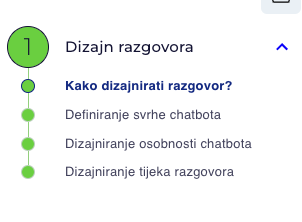 1 Dizajn razgovora
Kako dizajnirati razgovor?
Definiranje svrhe chatbota
Dizajniranje osobnosti chatbota
Dizajniranje tijeka razgovora